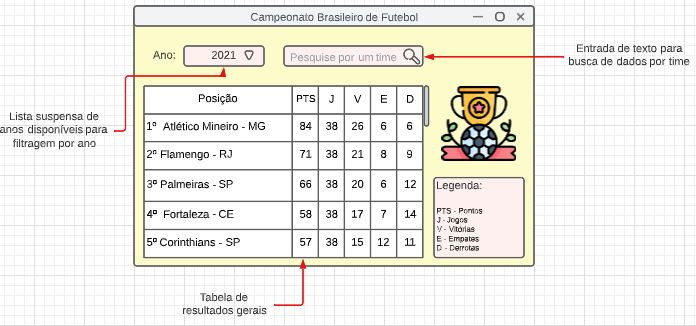 Campeonato Brasileiro de Futebol
Ano: 2021
Pesquise por um time
Entrada de texto para
busca de dados por time
Lista suspensa de
anos disponíveis para
filtragem por ano
Posição PTS J V E D
1º Atlético Mineiro - MG 84 38 26 6 6
2º Flamengo - RJ 71 38 21 8 9
3º Palmeiras - SP 66 38 20 6 12
4º Fortaleza - CE 58 38 17 7 14
5º Corinthians - SP 57 38 15 12 11
Legenda:
PTS - Pontos
J - Jogos
V - Vitórias
E - Empates
D - Derrotas
Tabela de
resultados gerais